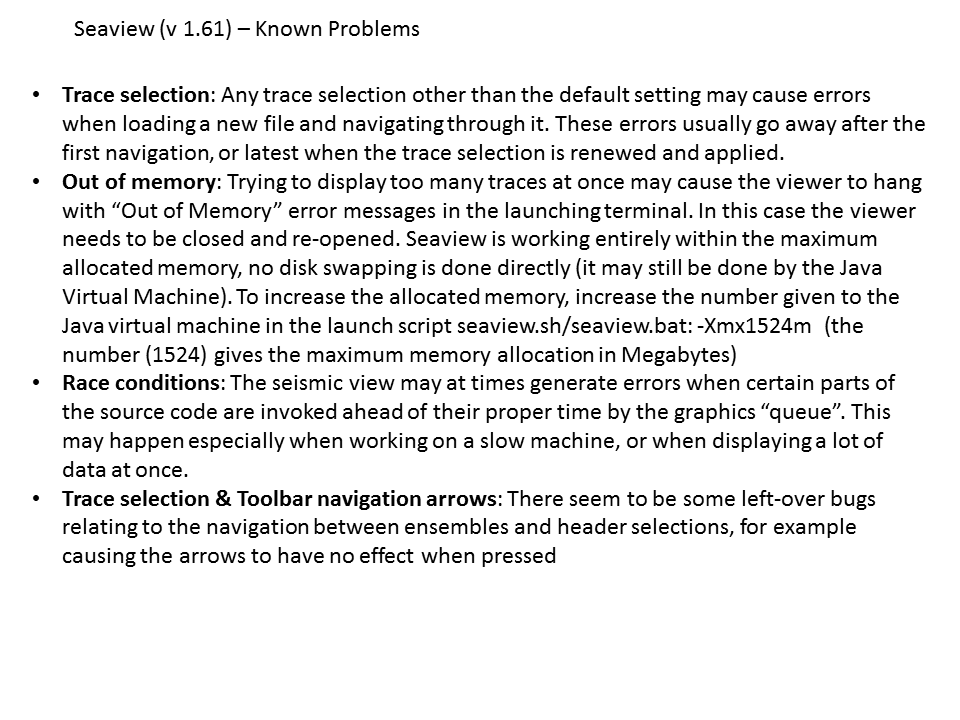 Seaview (v 1.61) – Known Problems
• Trace selection: Any trace selection other than the default setting may cause errors
when loading a new file and navigating through it. These errors usually go away after the
first navigation, or latest when the trace selection is renewed and applied.
• Out of memory: Trying to display too many traces at once may cause the viewer to hang
with “Out of Memory” error messages in the launching terminal. In this case the viewer
needs to be closed and re-opened. Seaview is working entirely within the maximum
allocated memory, no disk swapping is done directly (it may still be done by the Java
Virtual Machine). To increase the allocated memory, increase the number given to the
Java virtual machine in the launch script seaview.sh/seaview.bat: -Xmx1524m (the
number (1524) gives the maximum memory allocation in Megabytes)
• Race conditions: The seismic view may at times generate errors when certain parts of
the source code are invoked ahead of their proper time by the graphics “queue”. This
may happen especially when working on a slow machine, or when displaying a lot of
data at once.
• Trace selection & Toolbar navigation arrows: There seem to be some left-over bugs
relating to the navigation between ensembles and header selections, for example
causing the arrows to have no effect when pressed